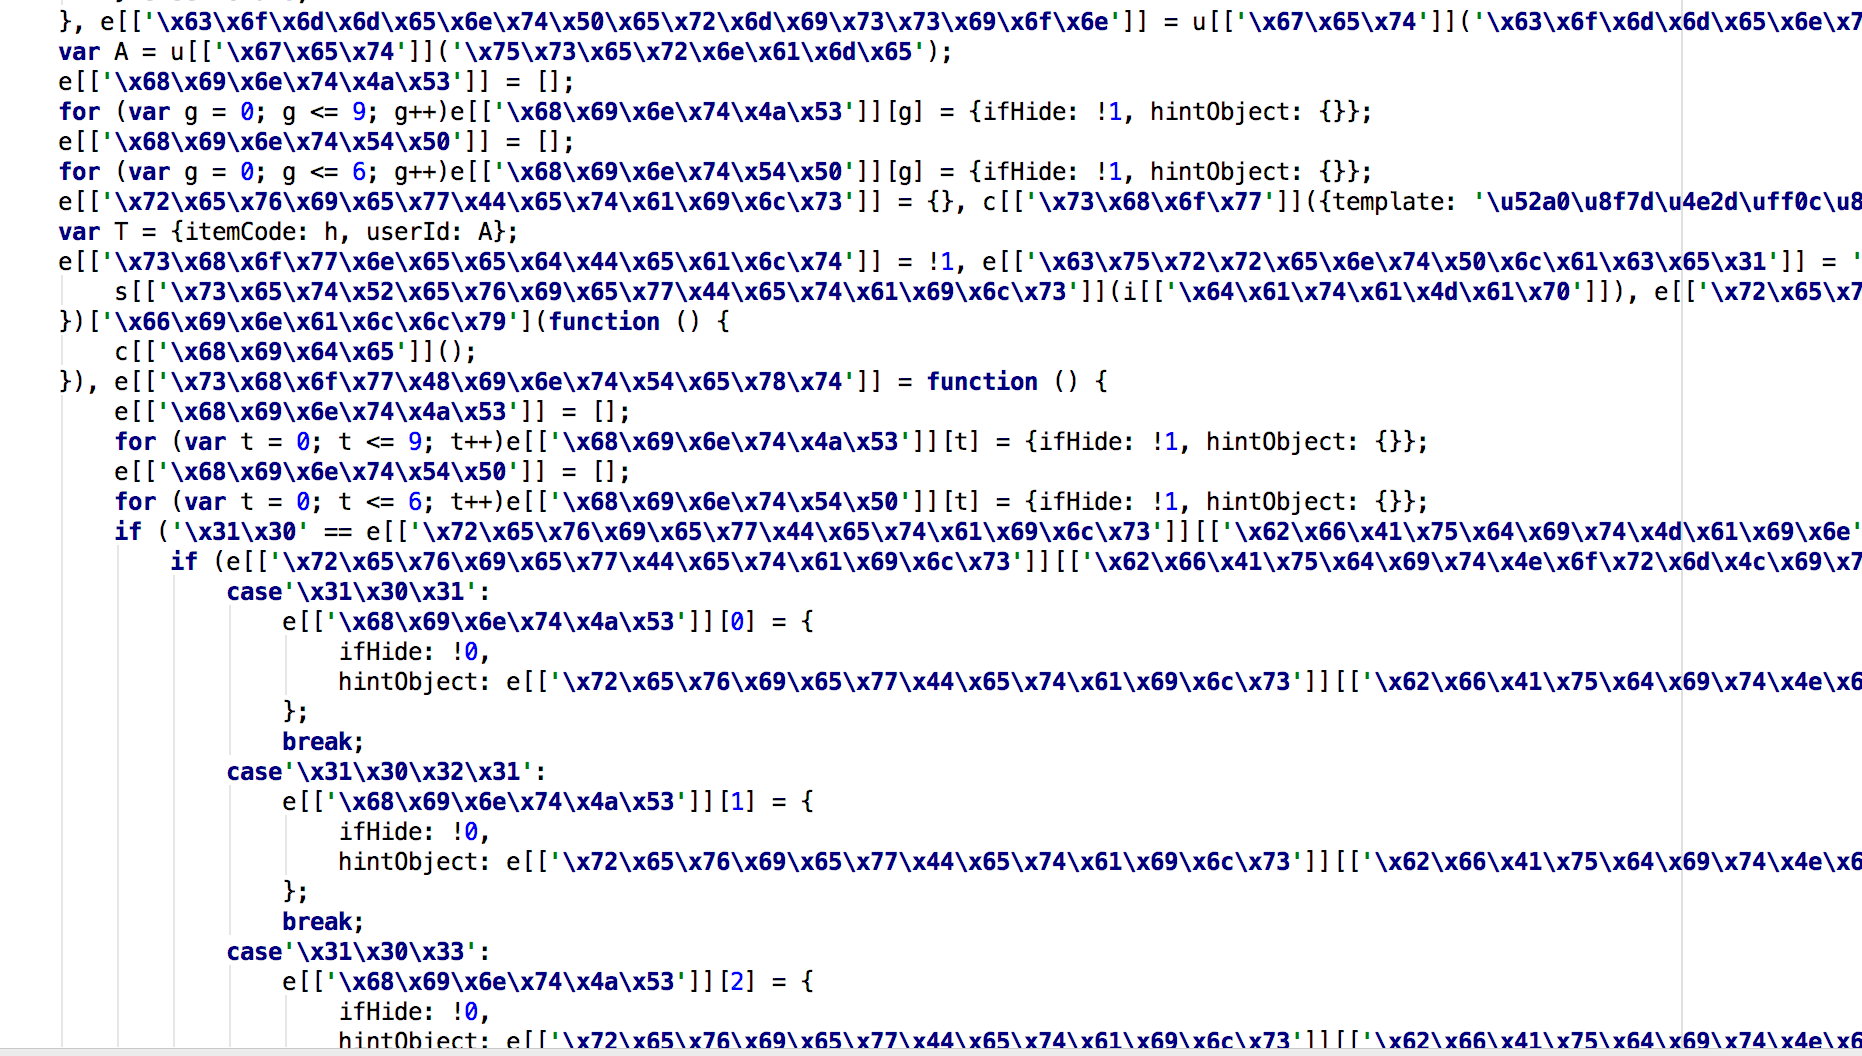 }, e[['\x63\x6f\x6d\x6d\x65\x6e\x74\x50\x65\x72\x6d\x69\x73\x73\x69\x6f\x6e']] = u[['\x67\x65\x74']]('\x63\x6f\x6d\x6d\x65\x6e\x7
var A = u[['\x67\x65\x74']]('\x75\x73\x65\x72\x6e\x61\x6d\x65');
e[['\x68\x69\x6e\x74\x4a\x53']] = [];
for (var g = 0; g <= 9; g++)e[['\x68\x69\x6e\x74\x4a\x53']][g] = {ifHide: !1, hintObject: {}};
e[['\x68\x69\x6e\x74\x54\x50']] = [];
for (var g = 0; g <= 6; g++)e[['\x68\x69\x6e\x74\x54\x50']][g] = {ifHide: !1, hintObject: {}};
e[['\x72\x65\x76\x69\x65\x77\x44\x65\x74\x61\x69\x6c\x73']] = {}, c[['\x73\x68\x6f\x77']]({template: '\u52a0\u8f7d\u4e2d\uff0c\u8
var T = {itemCode: h, userId: A};
e[['\x73\x68\x6f\x77\x6e\x65\x65\x64\x44\x65\x61\x6c\x74']] = !1, e[['\x63\x75\x72\x72\x65\x6e\x74\x50\x6c\x61\x63\x65\x31']] = '
s[['\x73\x65\x74\x52\x65\x76\x69\x65\x77\x44\x65\x74\x61\x69\x6c\x73']](i[['\x64\x61\x74\x61\x4d\x61\x70']]), e[['\x72\x65\x7
})['\x66\x69\x6e\x61\x6c\x6c\x79'](function () {
c[['\x68\x69\x64\x65']]();
}), e[['\x73\x68\x6f\x77\x48\x69\x6e\x74\x54\x65\x78\x74']] = function () {
e[['\x68\x69\x6e\x74\x4a\x53']] = [];
for (var t = 0; t <= 9; t++)e[['\x68\x69\x6e\x74\x4a\x53']][t] = {ifHide: !1, hintObject: {}};
e[['\x68\x69\x6e\x74\x54\x50']] = [];
for (var t = 0; t <= 6; t++)e[['\x68\x69\x6e\x74\x54\x50']][t] = {ifHide: !1, hintObject: {}};
if ('\x31\x30' == e[['\x72\x65\x76\x69\x65\x77\x44\x65\x74\x61\x69\x6c\x73']][['\x62\x66\x41\x75\x64\x69\x74\x4d\x61\x69\x6e'
if (e[['\x72\x65\x76\x69\x65\x77\x44\x65\x74\x61\x69\x6c\x73']][['\x62\x66\x41\x75\x64\x69\x74\x4e\x6f\x72\x6d\x4c\x69\x7
case'\x31\x30\x31':
e[['\x68\x69\x6e\x74\x4a\x53']][0] = {
ifHide: !0,
hintObject: e[['\x72\x65\x76\x69\x65\x77\x44\x65\x74\x61\x69\x6c\x73']][['\x62\x66\x41\x75\x64\x69\x74\x4e\x6
};
break;
case'\x31\x30\x32\x31':
e[['\x68\x69\x6e\x74\x4a\x53']][1] = {
ifHide: !0,
hintObject: e[['\x72\x65\x76\x69\x65\x77\x44\x65\x74\x61\x69\x6c\x73']][['\x62\x66\x41\x75\x64\x69\x74\x4e\x6
};
break;
case'\x31\x30\x33':
e[['\x68\x69\x6e\x74\x4a\x53']][2] = {
ifHide: !0,
hintObject: e[['\x72\x65\x76\x69\x65\x77\x44\x65\x74\x61\x69\x6c\x73']][['\x62\x66\x41\x75\x64\x69\x74\x4e\x6